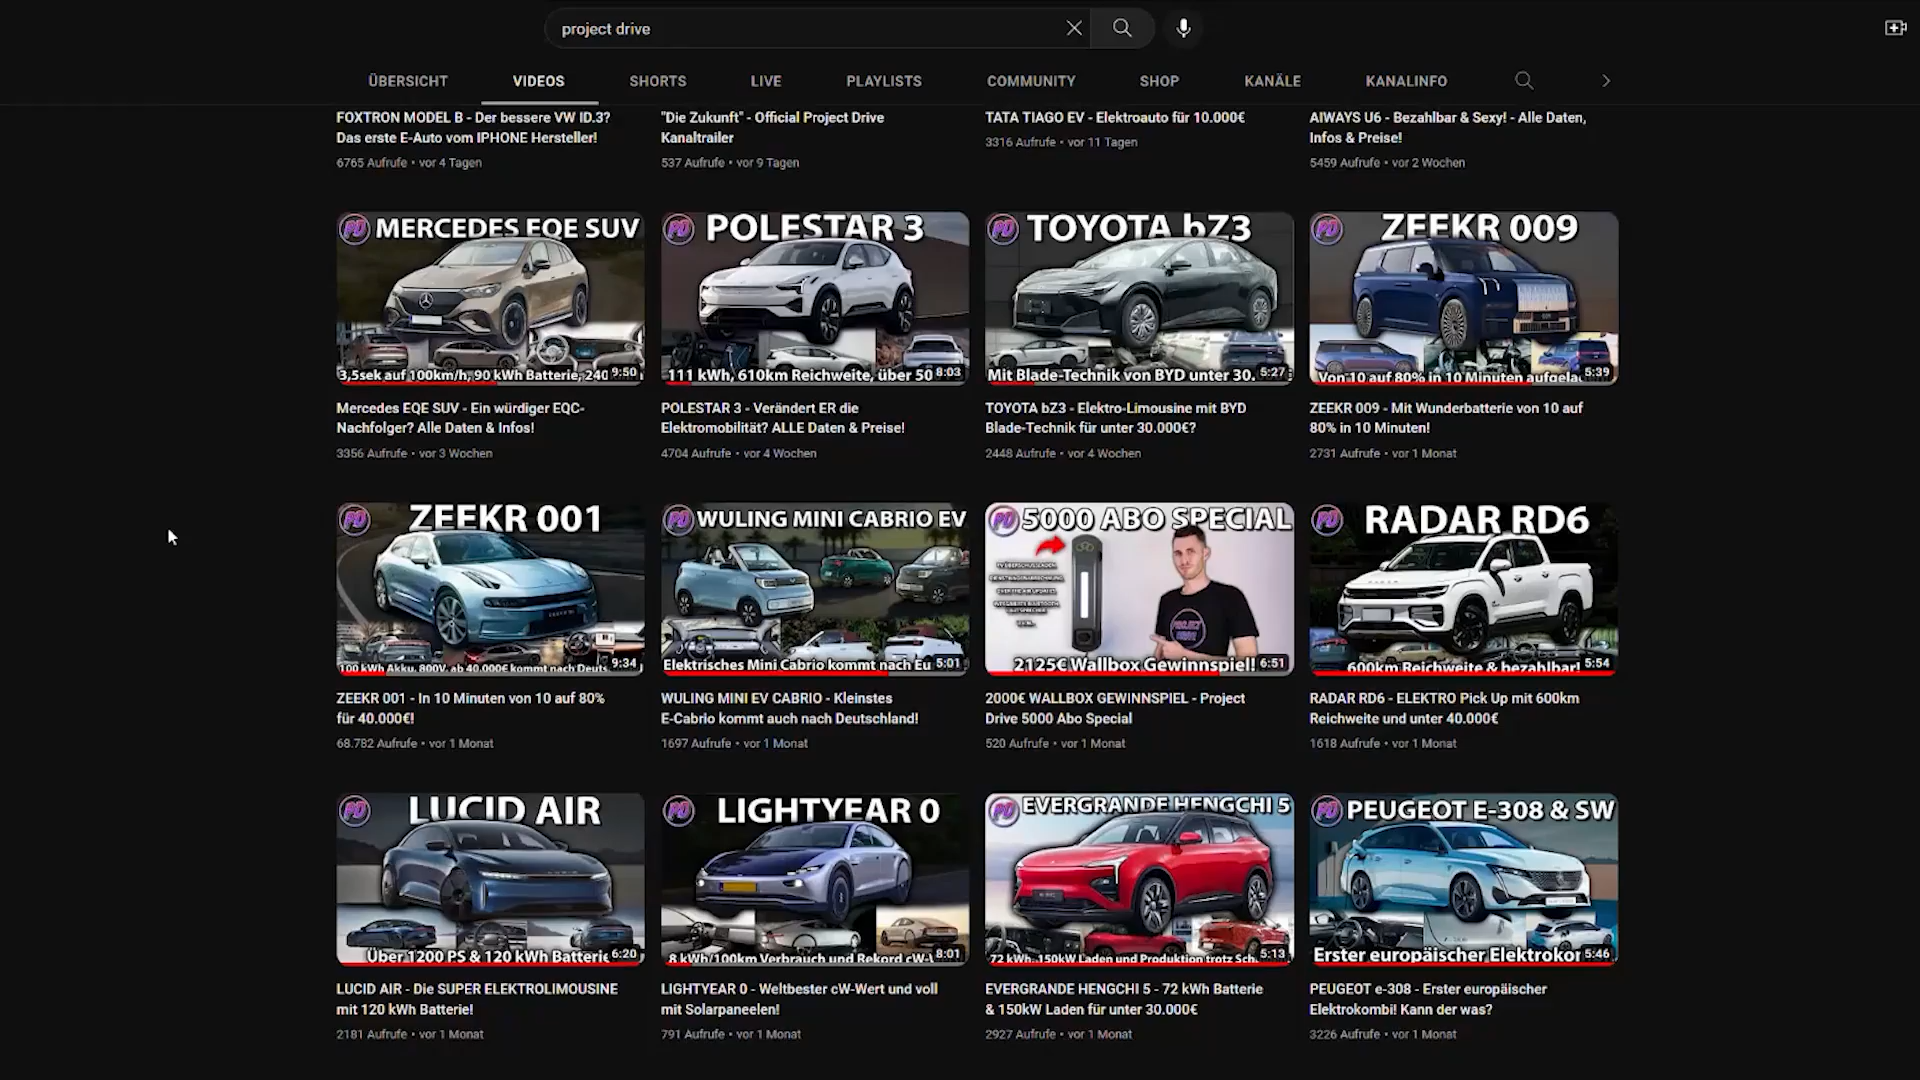 project drive
ÜBERSICHT VIDEOS SHORTS LIVE PLAYLISTS COMMUNITY SHOP KANÄLE KANALINFO
FOXTRON MODEL B - Der bessere VW ID.3?
Das erste E-Auto vom IPHONE Hersteller!
6765 Aufrufe • vor 4 Tagen
"Die Zukunft" - Official Project Drive
Kanaltrailer
537 Aufrufe • vor 9 Tagen
TATA TIAGO EV - Elektroauto für 10.000€
3316 Aufrufe • vor 11 Tagen
AIWAYS U6 - Bezahlbar & Sexy! - Alle Daten,
Infos & Preise!
5459 Aufrufe • vor 2 Wochen
PD MERCEDES EQE SUV
3,5sek auf 100km/h, 90 kWh Batterie, 240
9:50
Mercedes EQE SUV - Ein würdiger EQC-
Nachfolger? Alle Daten & Infos!
3356 Aufrufe • vor 3 Wochen
PD POLESTAR 3
111 kWh, 610km Reichweite, über 50
8:03
POLESTAR 3 - Verändert ER die
Elektromobilität? ALLE Daten & Preise!
4704 Aufrufe • vor 4 Wochen
PD TOYOTA bZ3
Mit Blade-Technik von BYD unter 30.
5:27
TOYOTA bZ3 - Elektro-Limousine mit BYD
Blade-Technik für unter 30.000€?
2448 Aufrufe • vor 4 Wochen
PD ZEEKR 009
Von 10 auf 80% in 10 Minuten aufgela
5:39
ZEEKR 009 - Mit Wunderbatterie von 10 auf
80% in 10 Minuten!
2731 Aufrufe • vor 1 Monat
PD ZEEKR 001
100 kWh Akku, 800V, ab 40.000€ kommt nach Deuts
9:34
ZEEKR 001 - In 10 Minuten von 10 auf 80%
für 40.000€!
68.782 Aufrufe • vor 1 Monat
PD WULING MINI CABRIO EV
Elektrisches Mini Cabrio kommt nach Eu
5:01
WULING MINI EV CABRIO - Kleinstes
E-Cabrio kommt auch nach Deutschland!
1697 Aufrufe • vor 1 Monat
PD 5000 ABO SPECIAL
PROJECT
DRIVE
2125€ Wallbox Gewinnspiel!
6:51
2000€ WALLBOX GEWINNSPIEL - Project
Drive 5000 Abo Special
520 Aufrufe • vor 1 Monat
PD RADAR RD6
600km Reichweite & bezahlbar!
5:54
RADAR RD6 - ELEKTRO Pick Up mit 600km
Reichweite und unter 40.000€
1618 Aufrufe • vor 1 Monat
PD LUCID AIR
Über 1200 PS & 120 kWh Batterie
6:20
LUCID AIR - Die SUPER ELEKTROLIMOUSINE
mit 120 kWh Batterie!
2181 Aufrufe • vor 1 Monat
PD LIGHTYEAR 0
8 kWh/100km Verbrauch und Rekord cW-
8:01
LIGHTYEAR 0 - Weltbester cW-Wert und voll
mit Solarpaneelen!
791 Aufrufe • vor 1 Monat
PD EVERGRANDE HENGCHI 5
72 kWh, 150kW Laden und Produktion trotz Sch
5:13
EVERGRANDE HENGCHI 5 - 72 kWh Batterie
& 150kW Laden für unter 30.000€
2927 Aufrufe • vor 1 Monat
PD PEUGEOT E-308 & SW
Erster europäischer Elektrokor
5:46
PEUGEOT e-308 - Erster europäischer
Elektrokombi! Kann der was?
3226 Aufrufe • vor 1 Monat